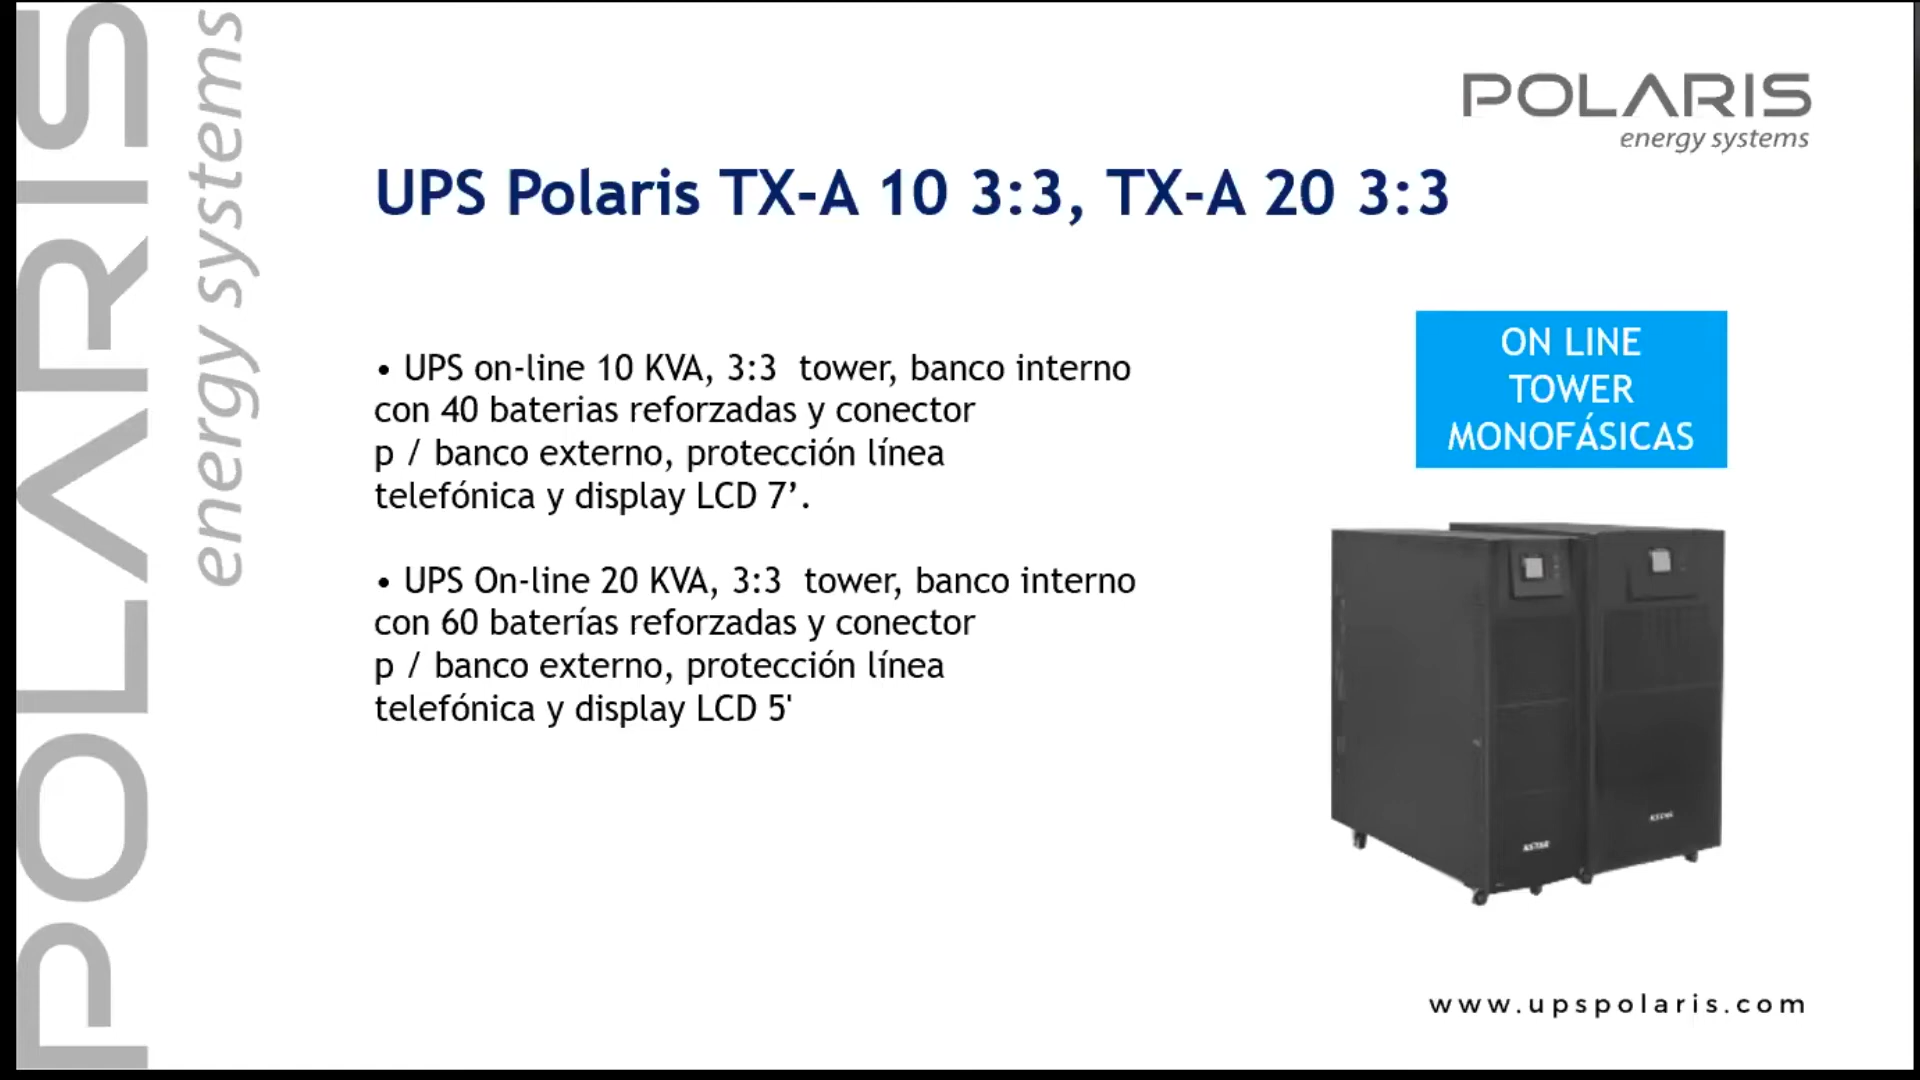 POLARIS
energy systems
POLARIS
energy systems
UPS Polaris TX-A 10 3:3, TX-A 20 3:3
• UPS on-line 10 KVA, 3:3 tower, banco interno
con 40 baterias reforzadas y conector
p / banco externo, protección línea
telefónica y display LCD 7’.
• UPS On-line 20 KVA, 3:3 tower, banco interno
con 60 baterías reforzadas y conector
p / banco externo, protección línea
telefónica y display LCD 5'
ON LINE
TOWER
MONOFÁSICAS
KSTAR
KSTAR
www.upspolaris.com